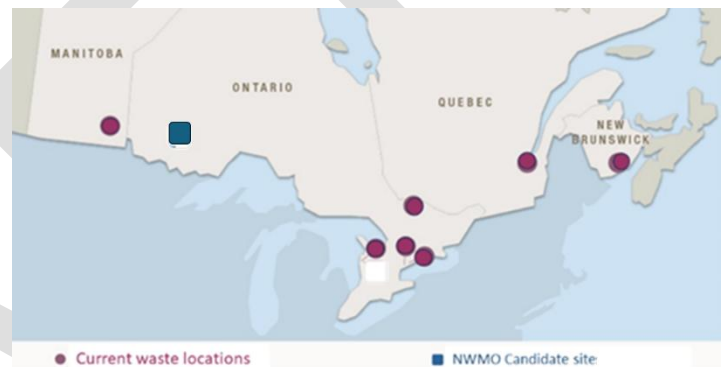 MANITOBA
ONTARIO
QUEBEC
NEW
BRUNSWICK
Current waste locations
NWMO Candidate site